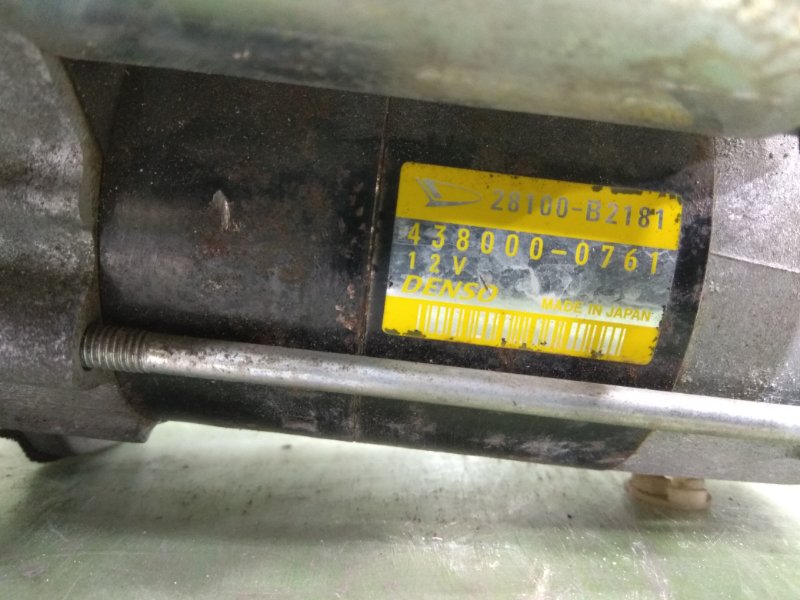 28100-B2181
438000-0761
12V
DENSO MADE IN JAPAN